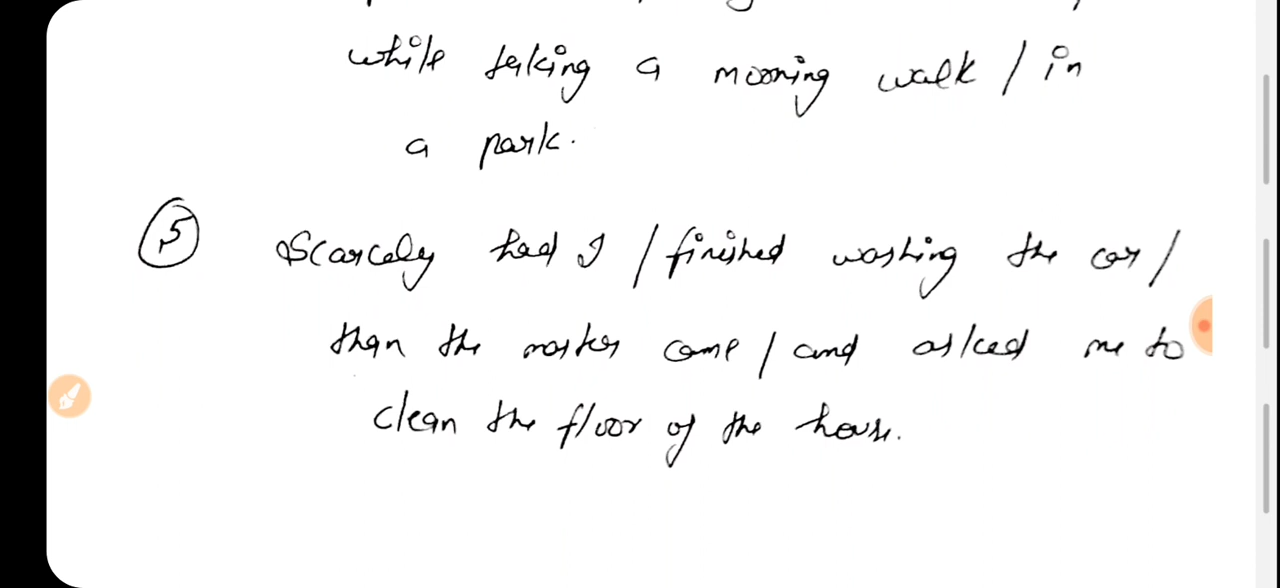 while taking a morning walk / in
a park.
5 Scarcely had I / finished washing the car /
than the master came / and asked me to
clean the floor of the house.